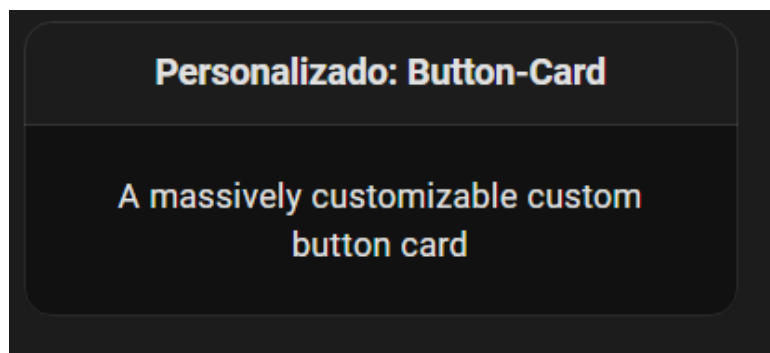 Personalizado: Button-Card
A massively customizable custom
button card